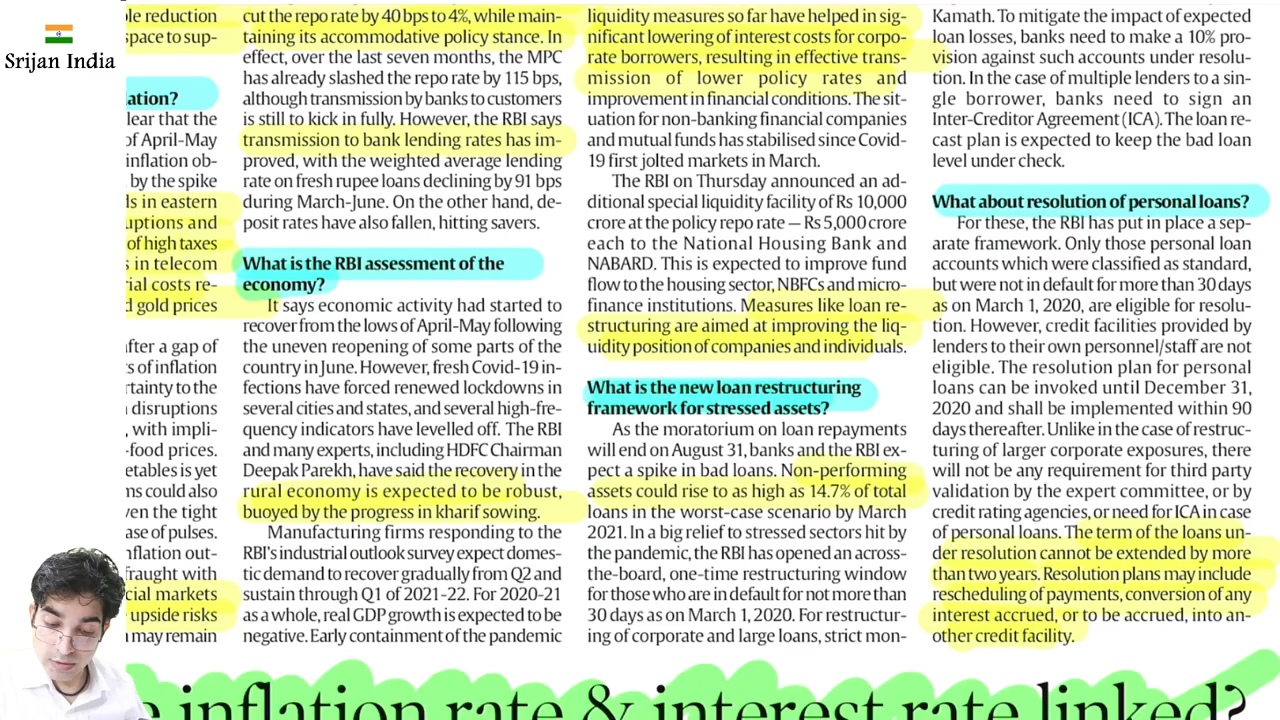 Srijan India
ple reduction
space to sup-
ation?
lear that the
of April-May
inflation ob-
by the spike
ds in eastern
uptions and
of high taxes
s in telecom
rial costs re-
d gold prices
after a gap of
ts of inflation
rtainty to the
disruptions
, with impli-
-food prices.
etables is yet
ms could also
ven the tight
ase of pulses.
nflation out-
fraught with
cial markets
upside risks
may remain
cut the repo rate by 40 bps to 4%, while main-
taining its accommodative policy stance. In
effect, over the last seven months, the MPC
has already slashed the repo rate by 115 bps,
although transmission by banks to customers
is still to kick in fully. However, the RBI says
transmission to bank lending rates has im-
proved, with the weighted average lending
rate on fresh rupee loans declining by 91 bps
during March-June. On the other hand, de-
posit rates have also fallen, hitting savers.
What is the RBI assessment of the
economy?
It says economic activity had started to
recover from the lows of April-May following
the uneven reopening of some parts of the
country in June. However, fresh Covid-19 in-
fections have forced renewed lockdowns in
several cities and states, and several high-fre-
quency indicators have levelled off. The RBI
and many experts, including HDFC Chairman
Deepak Parekh, have said the recovery in the
rural economy is expected to be robust,
buoyed by the progress in kharif sowing.
Manufacturing firms responding to the
RBI's industrial outlook survey expect domes-
tic demand to recover gradually from Q2 and
sustain through Q1 of 2021-22. For 2020-21
as a whole, real GDP growth is expected to be
negative. Early containment of the pandemic
liquidity measures so far have helped in sig-
nificant lowering of interest costs for corpo-
rate borrowers, resulting in effective trans-
mission of lower policy rates and
improvement in financial conditions. The sit-
uation for non-banking financial companies
and mutual funds has stabilised since Covid-
19 first jolted markets in March.
The RBI on Thursday announced an ad-
ditional special liquidity facility of Rs 10,000
crore at the policy repo rate — Rs 5,000 crore
each to the National Housing Bank and
NABARD. This is expected to improve fund
flow to the housing sector, NBFCs and micro-
finance institutions. Measures like loan re-
structuring are aimed at improving the liq-
uidity position of companies and individuals.
What is the new loan restructuring
framework for stressed assets?
As the moratorium on loan repayments
will end on August 31, banks and the RBI ex-
pect a spike in bad loans. Non-performing
assets could rise to as high as 14.7% of total
loans in the worst-case scenario by March
2021. In a big relief to stressed sectors hit by
the pandemic, the RBI has opened an across-
the-board, one-time restructuring window
for those who are in default for not more than
30 days as on March 1, 2020. For restructur-
ing of corporate and large loans, strict mon-
Kamath. To mitigate the impact of expected
loan losses, banks need to make a 10% pro-
vision against such accounts under resolu-
tion. In the case of multiple lenders to a sin-
gle borrower, banks need to sign an
Inter-Creditor Agreement (ICA). The loan re-
cast plan is expected to keep the bad loan
level under check.
What about resolution of personal loans?
For these, the RBI has put in place a sep-
arate framework. Only those personal loan
accounts which were classified as standard,
but were not in default for more than 30 days
as on March 1, 2020, are eligible for resolu-
tion. However, credit facilities provided by
lenders to their own personnel/staff are not
eligible. The resolution plan for personal
loans can be invoked until December 31,
2020 and shall be implemented within 90
days thereafter. Unlike in the case of restruc-
turing of larger corporate exposures, there
will not be any requirement for third party
validation by the expert committee, or by
credit rating agencies, or need for ICA in case
of personal loans. The term of the loans un-
der resolution cannot be extended by more
than two years. Resolution plans may include
rescheduling of payments, conversion of any
interest accrued, or to be accrued, into an-
other credit facility.
e inflation rate & interest rate linked?